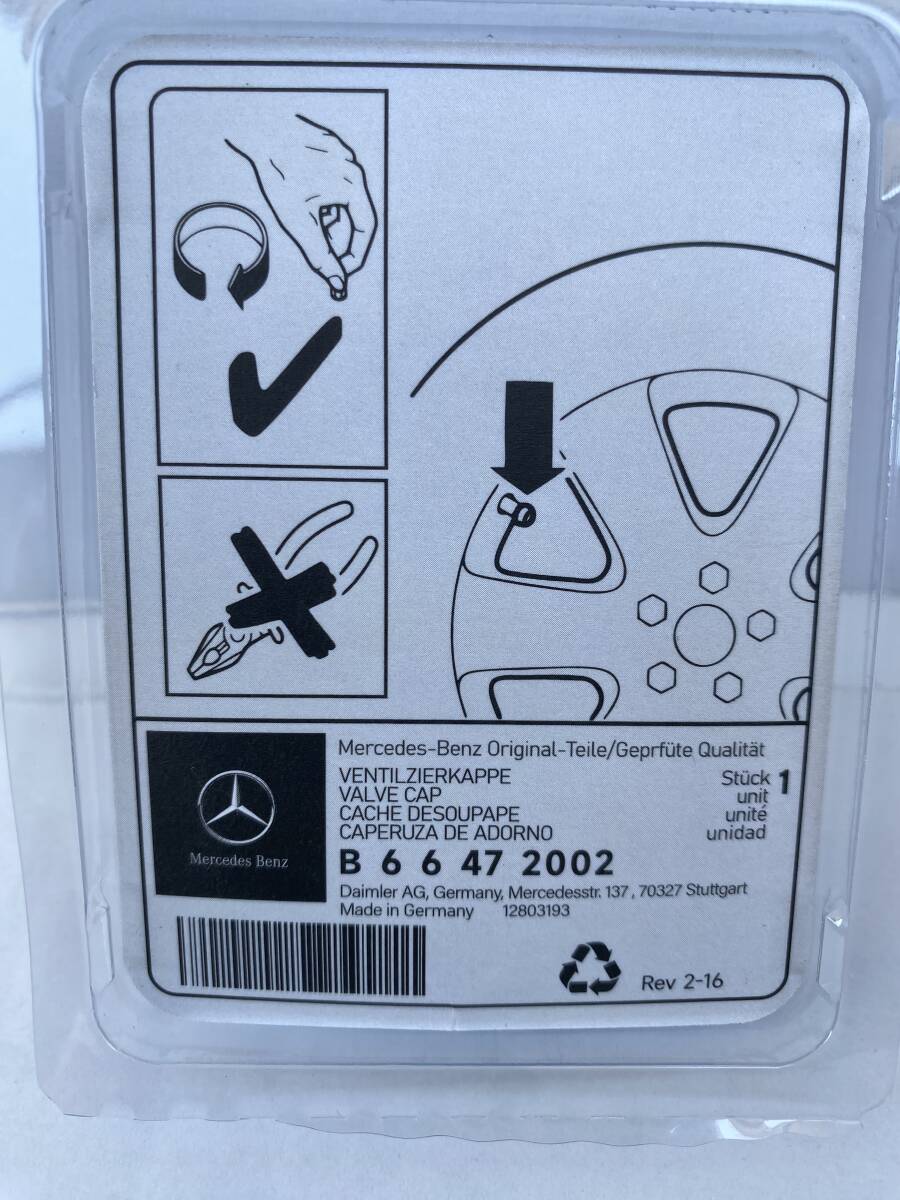 Mercedes-Benz Original-Teile/Geprfüte Qualität
VENTILZIERKAPPE
VALVE CAP
CACHE DESOUPAPE
CAPERUZA DE ADORNO
Stück 1
unit
unité
unidad
Mercedes Benz
B 6 6 47 2002
Daimler AG, Germany, Mercedesstr. 137, 70327 Stuttgart
Made in Germany 12803193
Rev 2-16